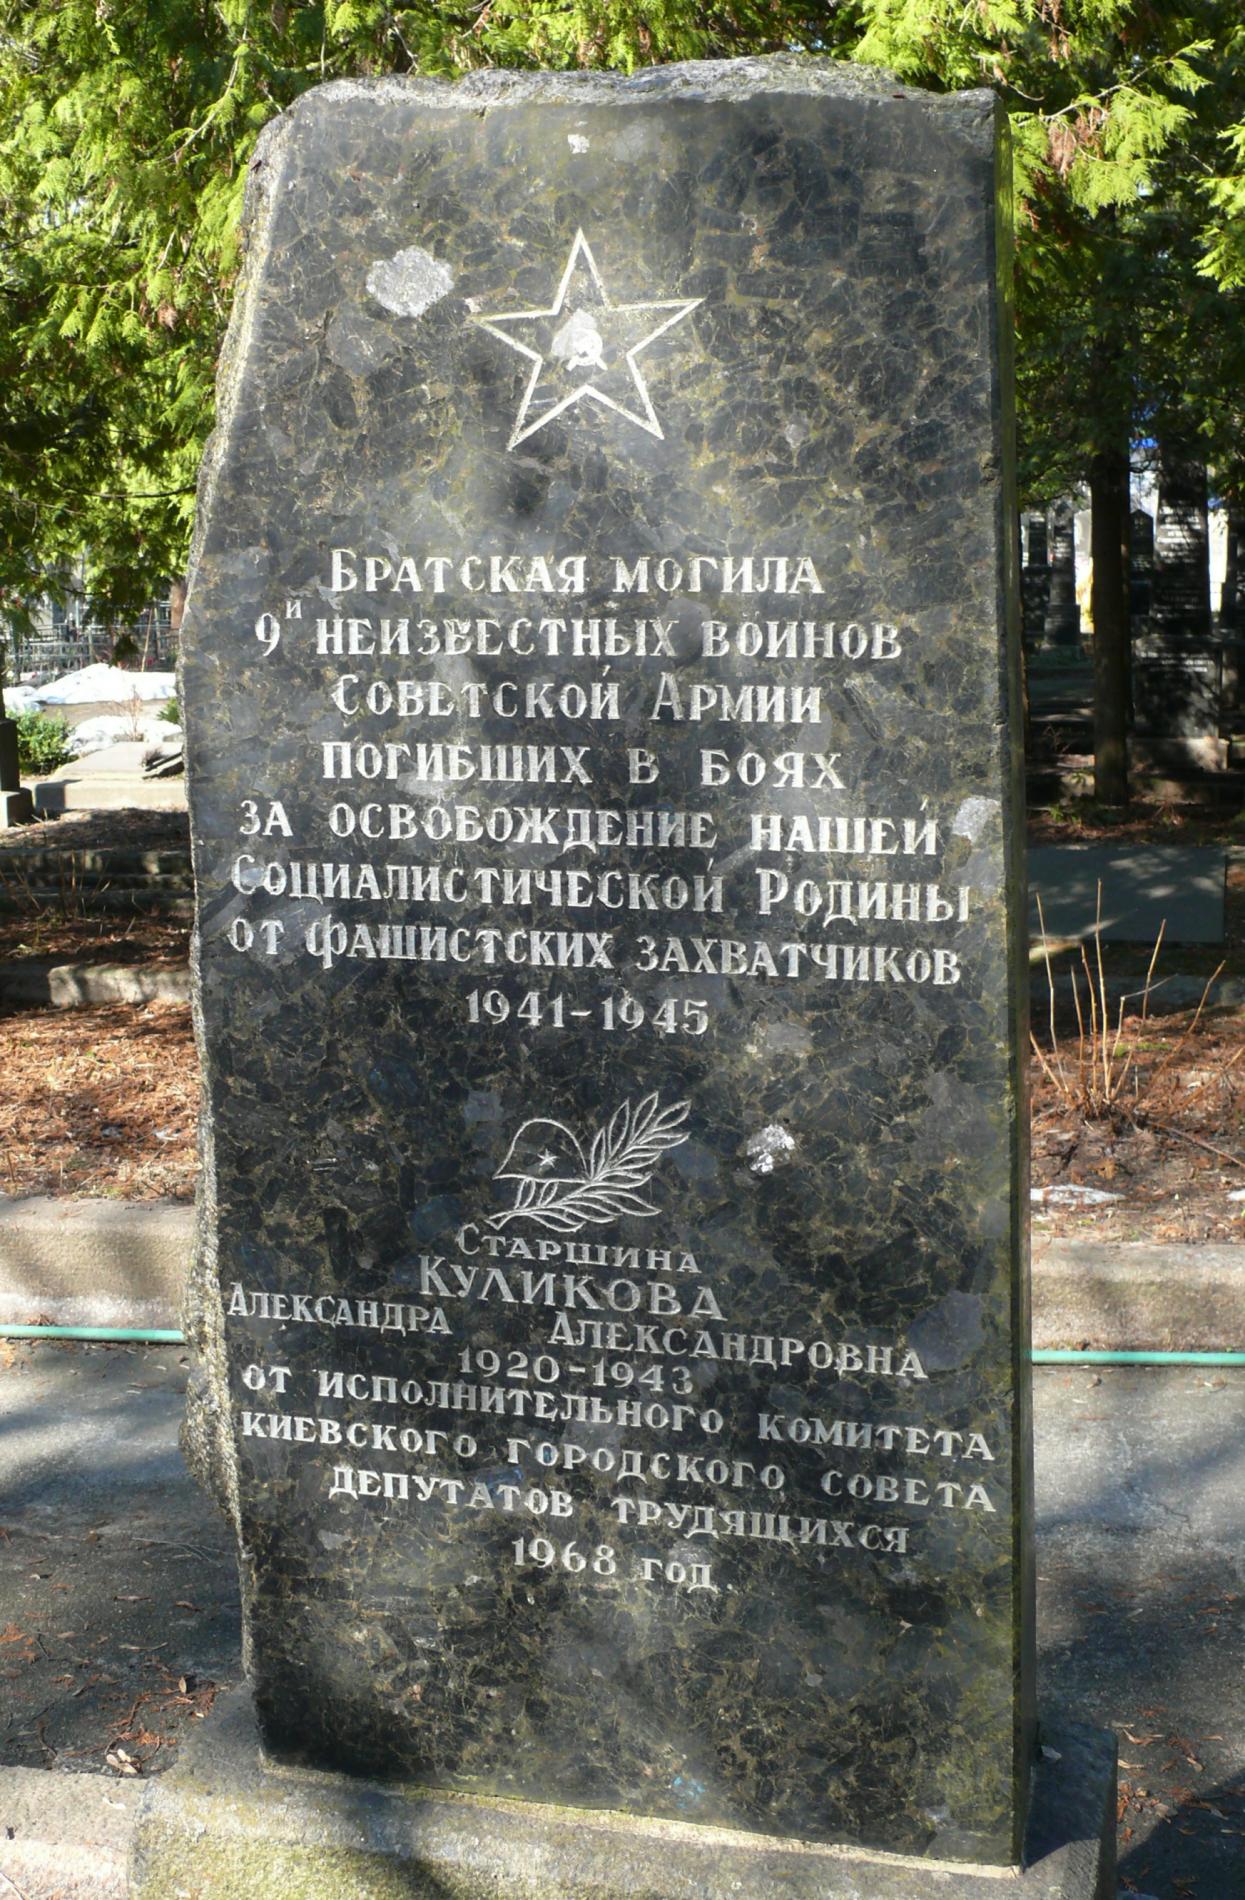 Братская могила
9и неизвестных воинов
Советской Армии
погибших в боях
за освобождение нашей
Социалистической Родины
от фашистских захватчиков
1941-1945
Старшина
Куликова
Александра Александровна
1920-1943
от исполнительного комитета
киевского городского совета
депутатов трудящихся
1968 год.